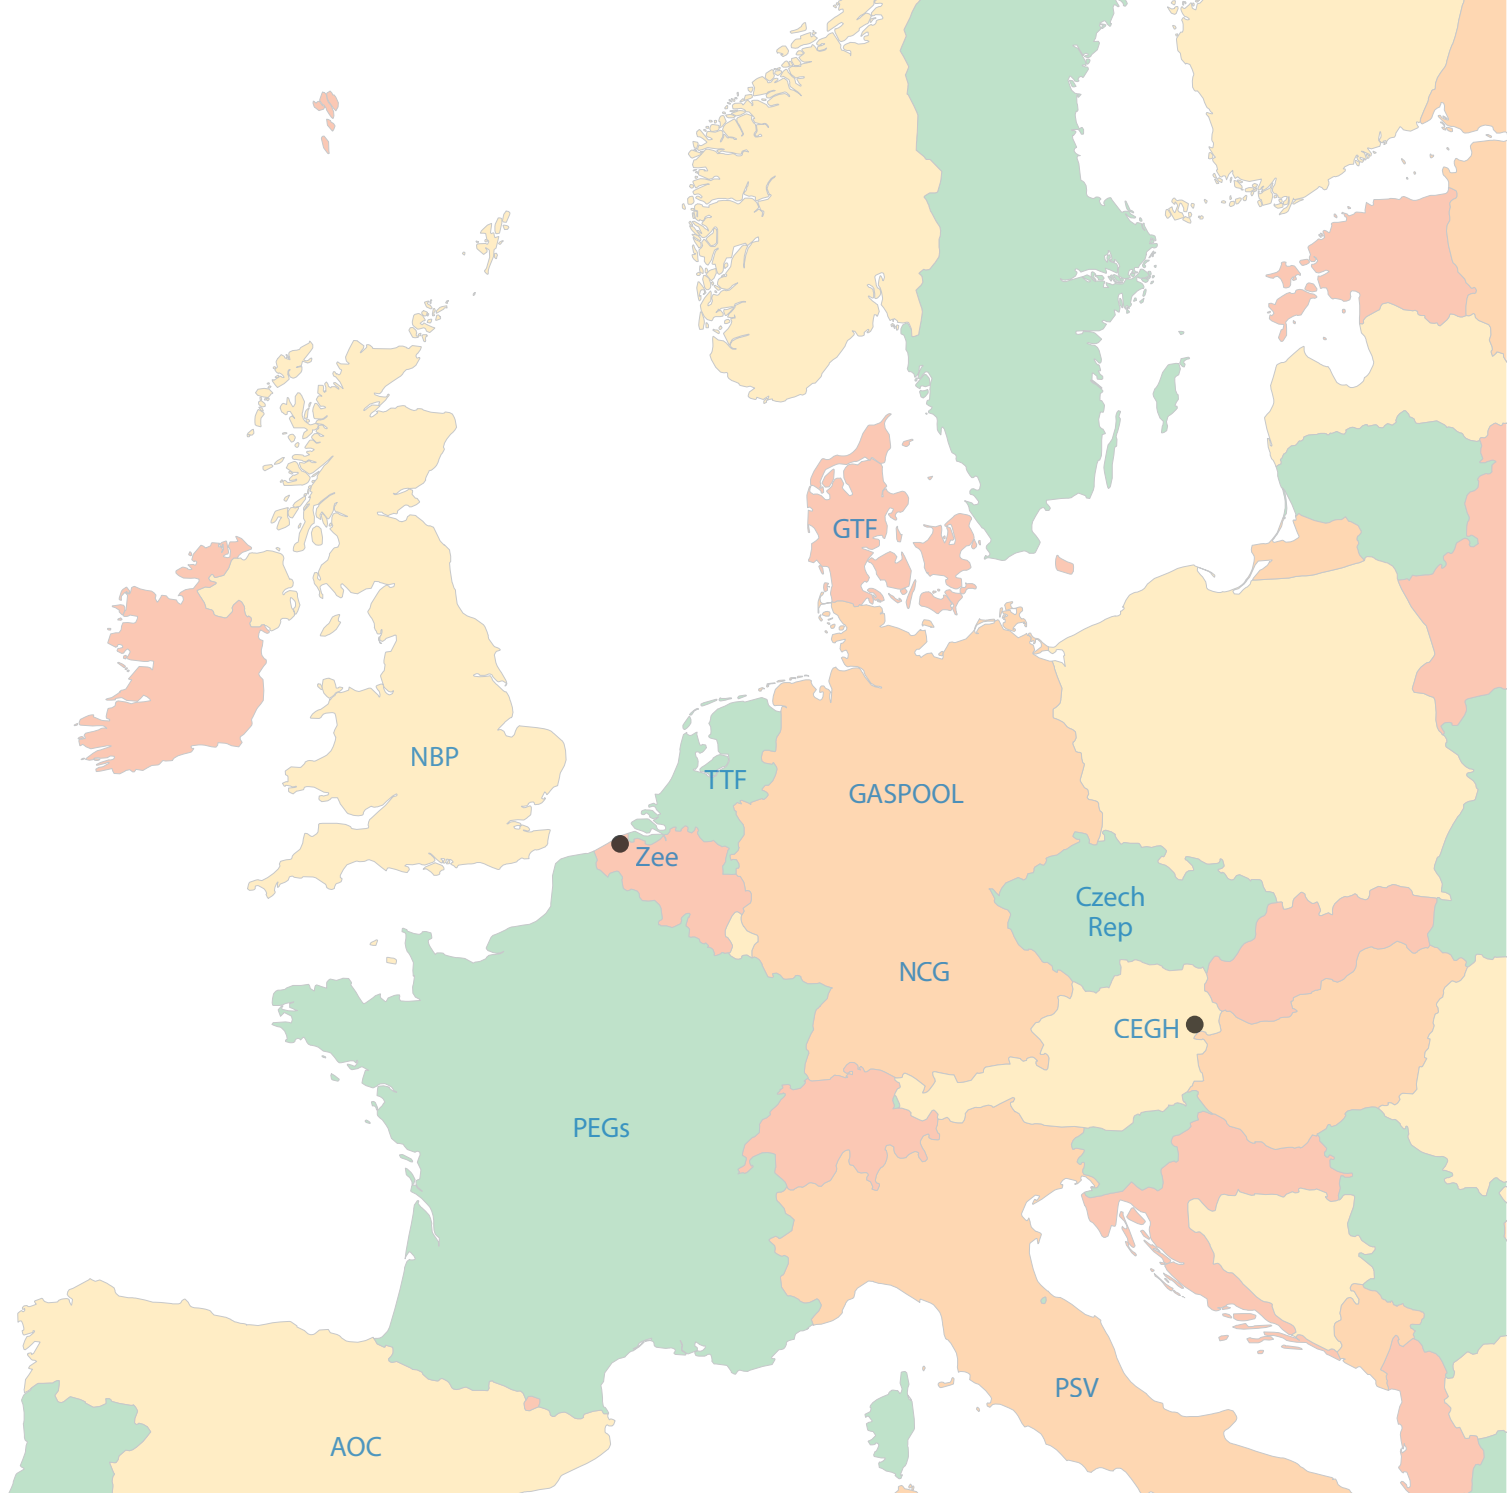 GTF
NBP
TTF
GASPOOL
Zee
Czech
Rep
NCG
CEGH
PEGs
PSV
AOC